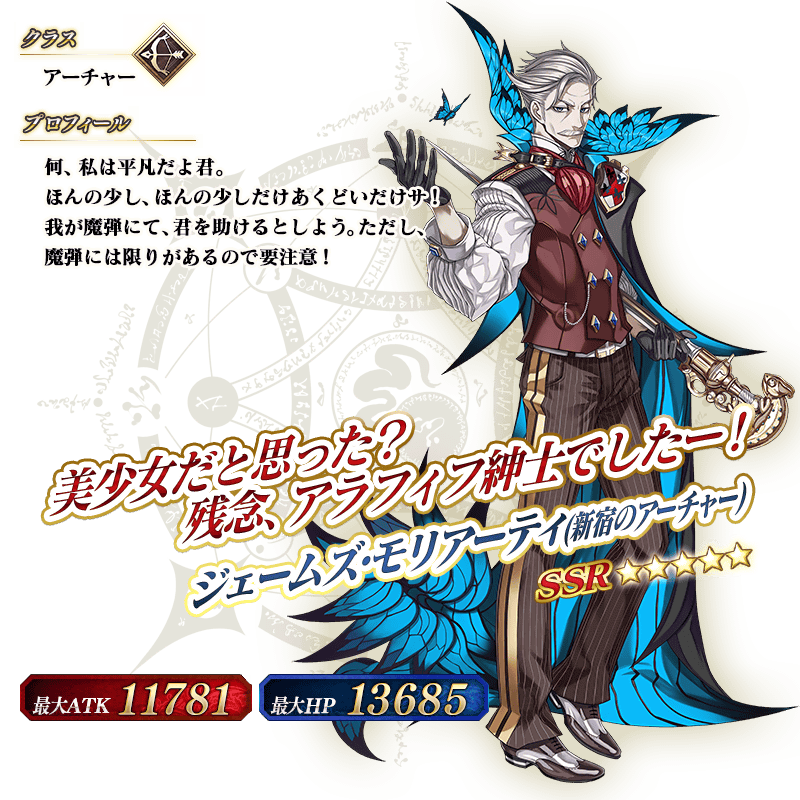 クラス
アーチャー
プロフィール
何、私は平凡だよ君。
ほんの少し、ほんの少しだけあくどいだけサ！
我が魔弾にて、君を助けるとしよう。ただし、
魔弾には限りがあるので要注意！
美少女だと思った？
残念、アラフィフ紳士でしたー！
ジェームズ・モリアーティ(新宿のアーチャー)
SSR ★★★★★
最大ATK 11781
最大HP 13685